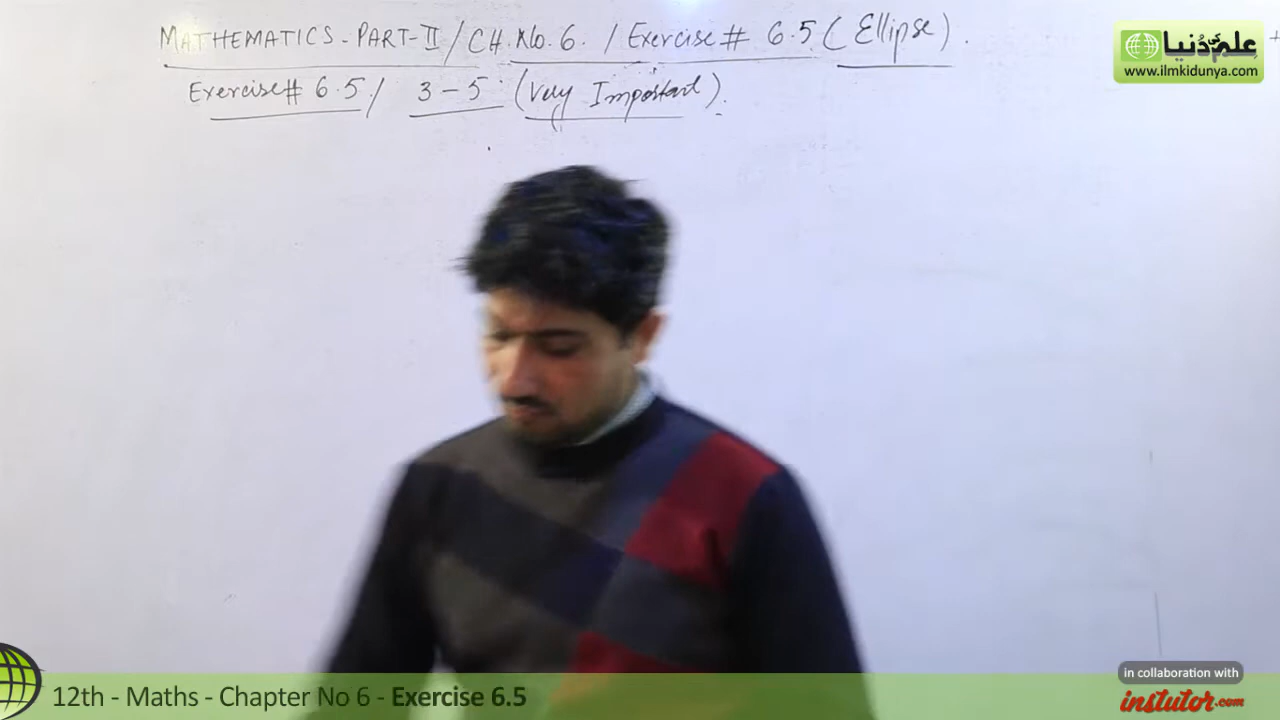 MATHEMATICS-PART-II / CH.No.6. / Exercise# 6.5 (Ellipse).
Exercise# 6.5 / 3-5 (Very Important).
علم کی دُنیا
www.ilmkidunya.com
in collaboration with
instutor.com
12th - Maths - Chapter No 6 - Exercise 6.5